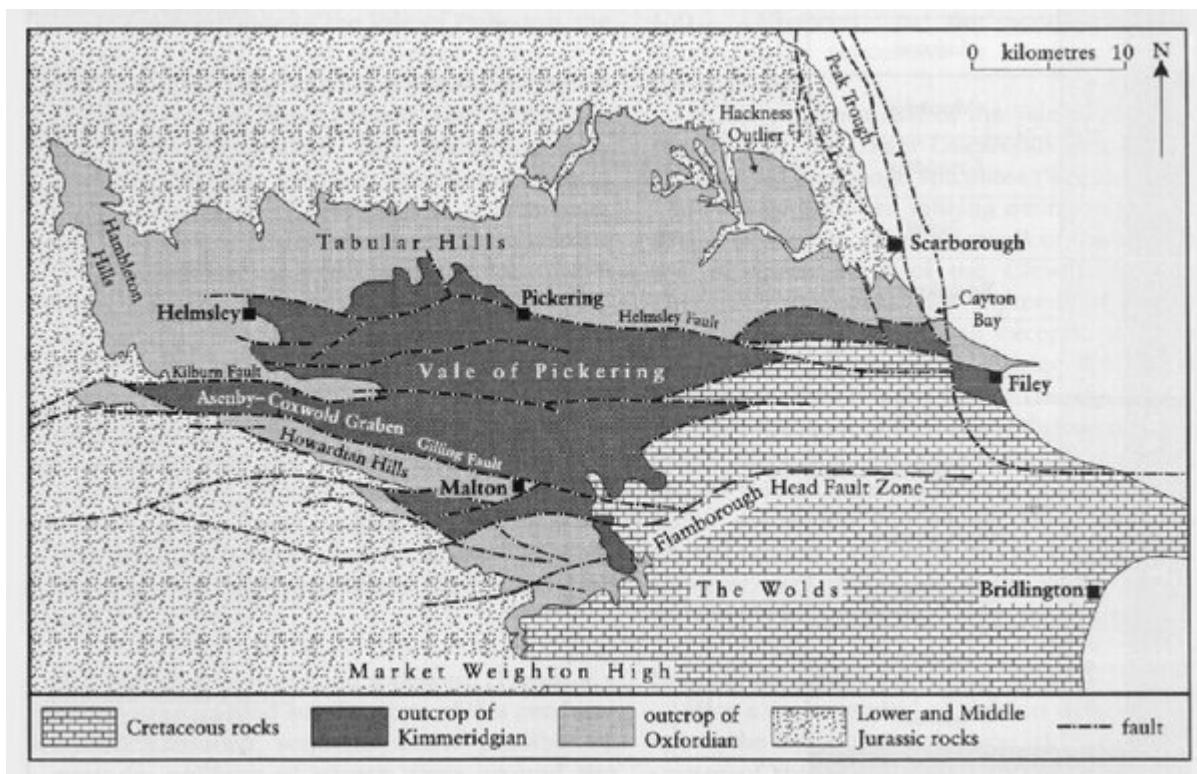 0 kilometres 10 N
Peak Trough
Hackness
Outlier
Hambleton
Hills
Tabular Hills
Scarborough
Helmsley
Pickering
Helmsley Fault
Cayton
Bay
Kilburn Fault
Vale of Pickering
Filey
Asenby–Coxwold Graben
Howardian Hills
Gilling Fault
Malton
Flamborough Head Fault Zone
The Wolds
Bridlington
Market Weighton High
Cretaceous rocks
outcrop of
Kimmeridgian
outcrop of
Oxfordian
Lower and Middle
Jurassic rocks
fault